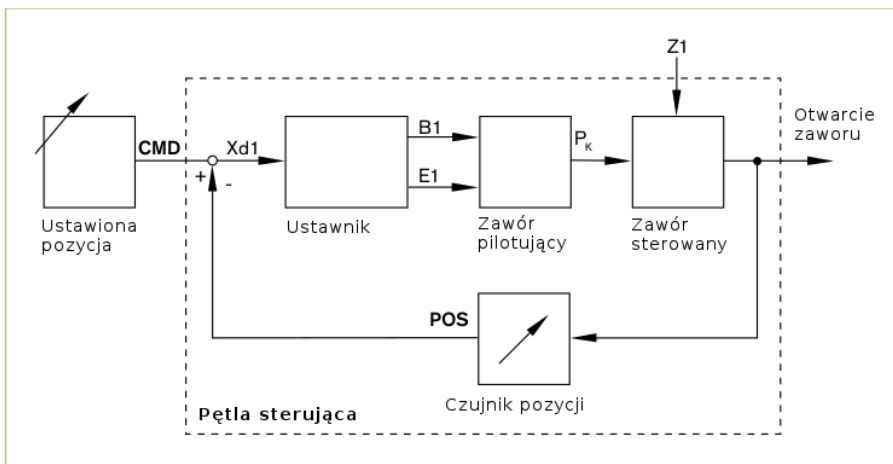 Z1
Otwarcie
zaworu
CMD
Xd1
B1
E1
PK
+
-
Ustawiona
pozycja
Ustawnik
Zawór
pilotujący
Zawór
sterowany
POS
Czujnik pozycji
Pętla sterująca